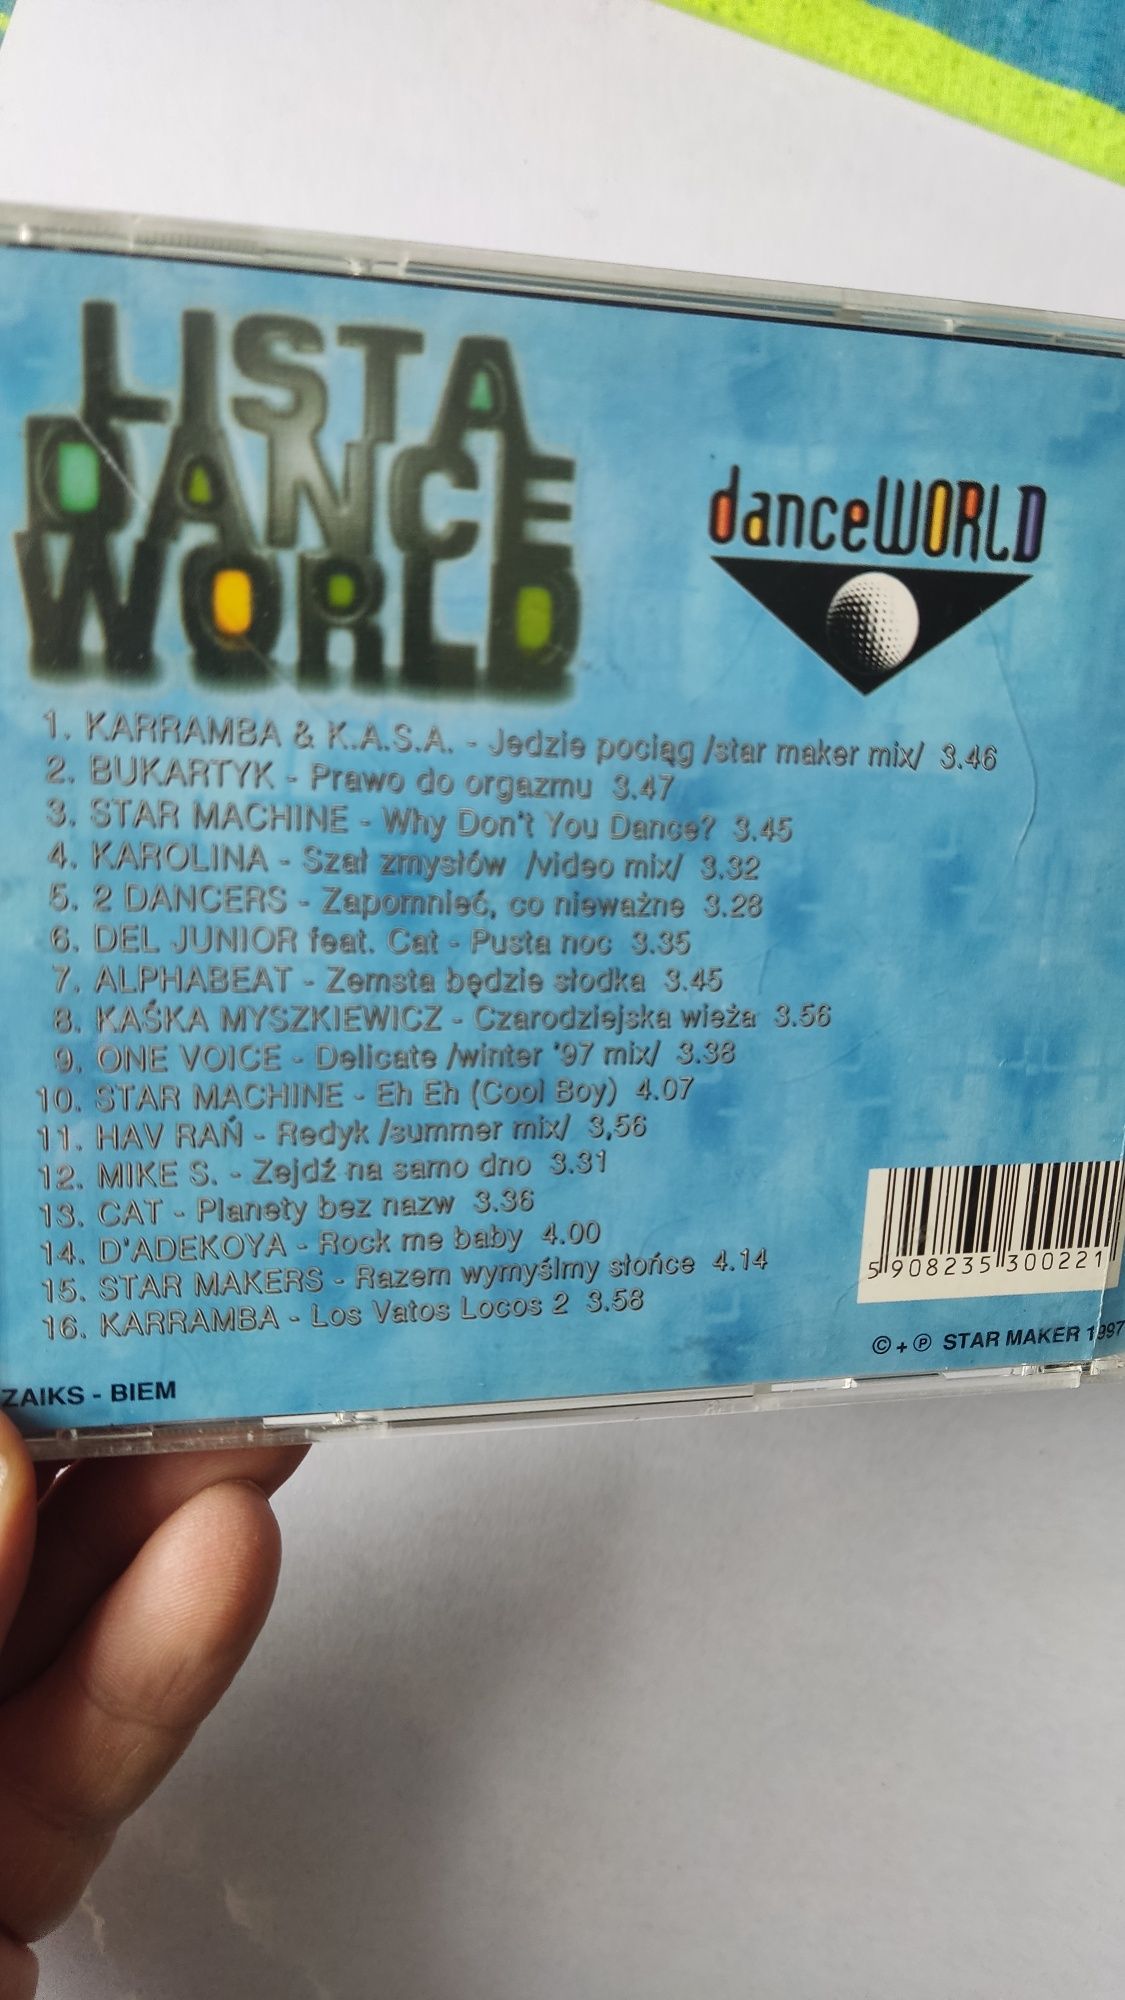 LISTA
DANCE
WORLD
danceWORLD
1. KARRAMBA & K.A.S.A. - Jedzie pociąg /star maker mix/ 3.46
2. BUKARTYK - Prawo do orgazmu 3.47
3. STAR MACHINE - Why Don't You Dance? 3.45
4. KAROLINA - Szał zmysłów /video mix/ 3.32
5. 2 DANCERS - Zapomnieć, co nieważne 3.28
6. DEL JUNIOR feat. Cat - Pusta noc 3.35
7. ALPHABEAT - Zemsta będzie słodka 3.45
8. KAŚKA MYSZKIEWICZ - Czarodziejska wieża 3.56
9. ONE VOICE - Delicate /winter '97 mix/ 3.38
10. STAR MACHINE - Eh Eh (Cool Boy) 4.07
11. HAV RAŃ - Redyk /summer mix/ 3,56
12. MIKE S. - Zejdź na samo dno 3.31
13. CAT - Planety bez nazw 3.36
14. D'ADEKOYA - Rock me baby 4.00
15. STAR MAKERS - Razem wymyślmy słońce 4.14
16. KARRAMBA - Los Vatos Locos 2 3.58
5 908235 300221
© + ℗ STAR MAKER 1997
ZAIKS - BIEM